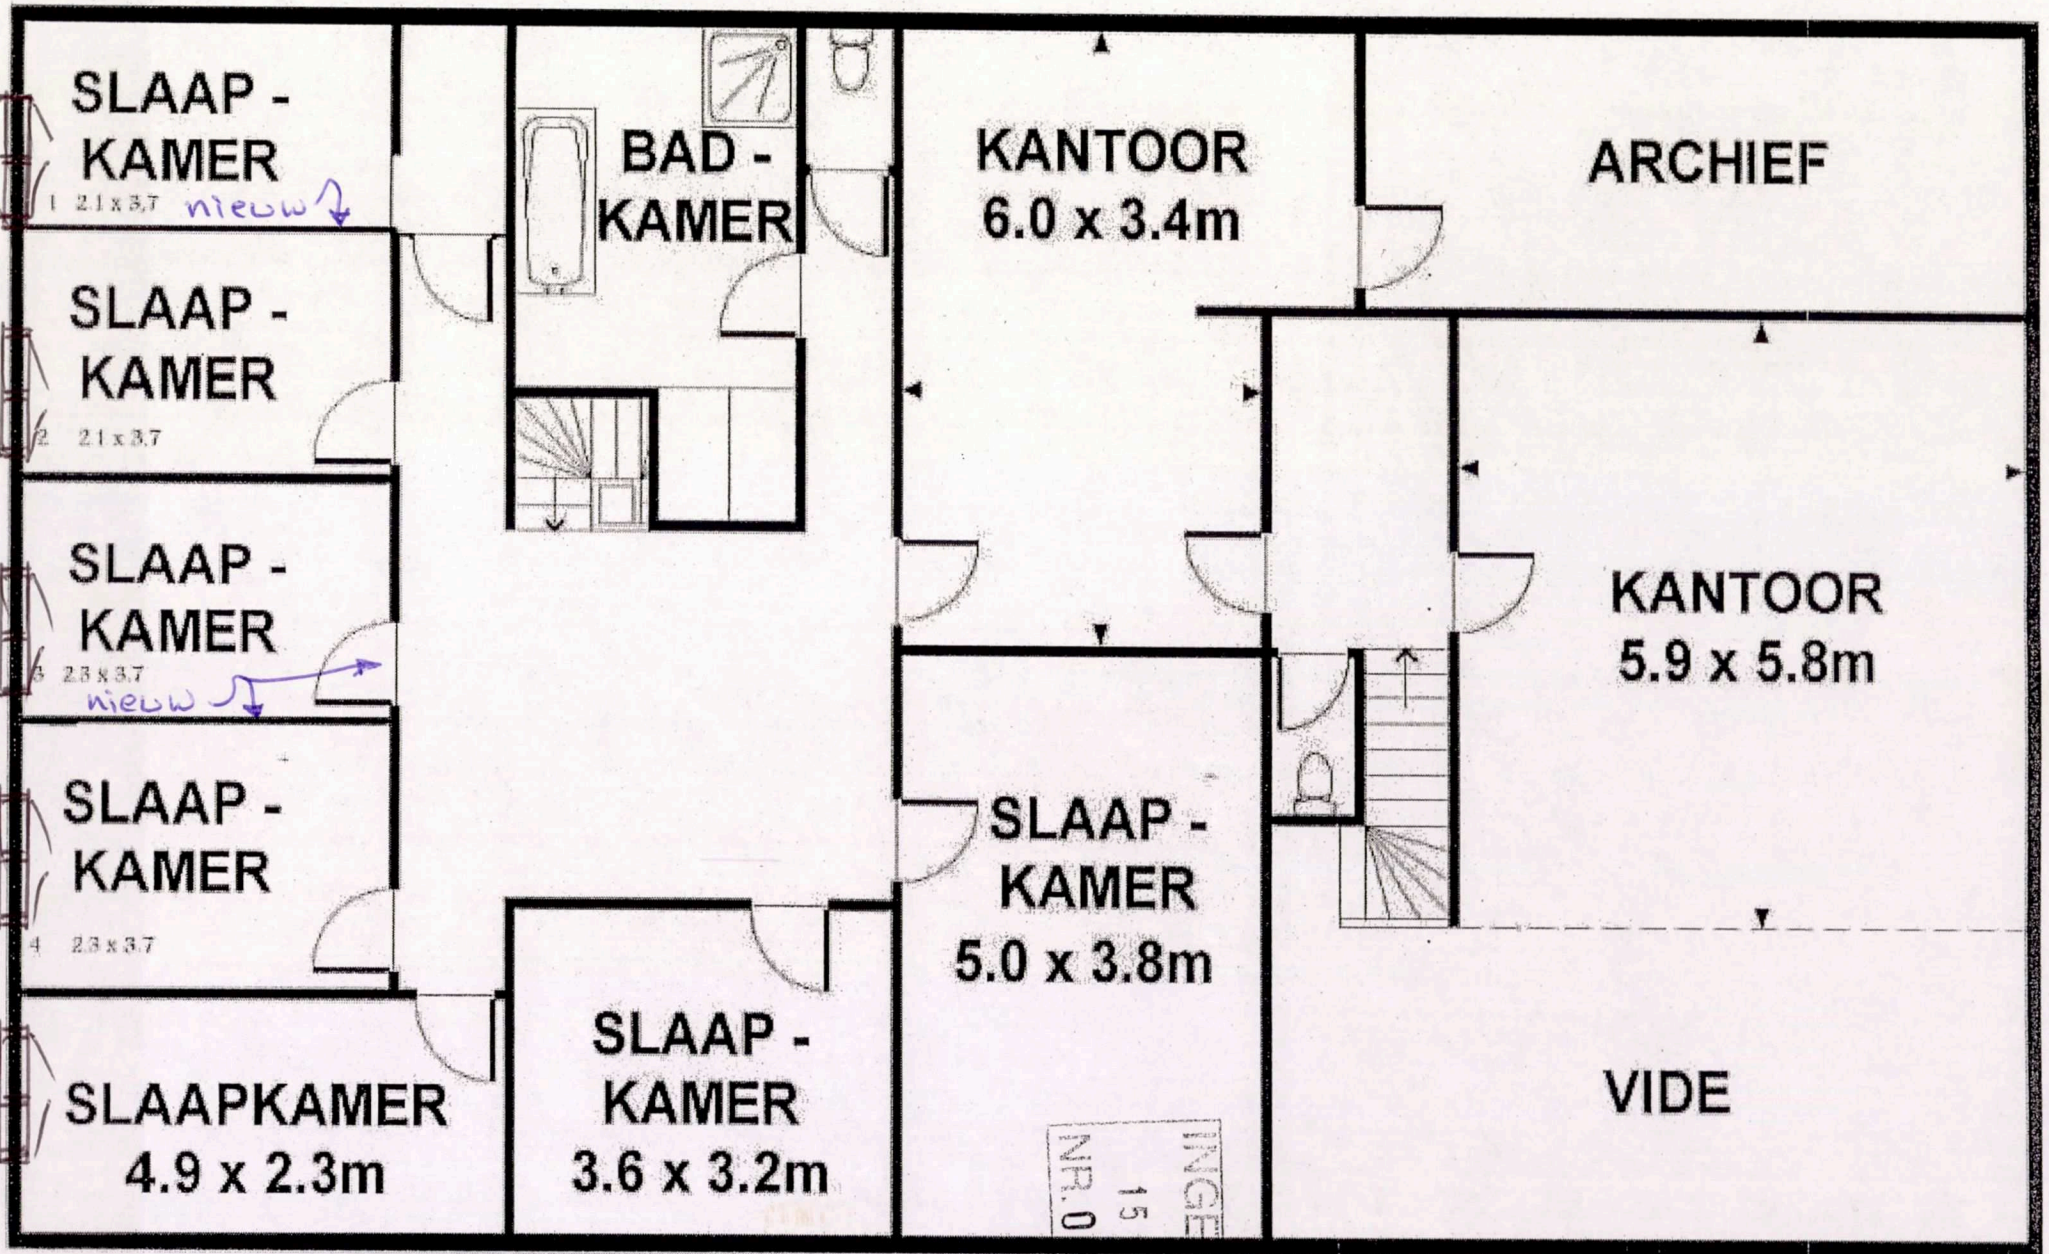 SLAAP -
KAMER
1 2.1 x 3,7 nieuw
SLAAP -
KAMER
2 2.1 x 3.7
SLAAP -
KAMER
3 2.3 x 3.7
nieuw
SLAAP -
KAMER
4 2.3 x 3.7
SLAAPKAMER
4.9 x 2.3m
BAD -
KAMER
SLAAP -
KAMER
3.6 x 3.2m
KANTOOR
6.0 x 3.4m
SLAAP -
KAMER
5.0 x 3.8m
INGE
15
NR. 0
ARCHIEF
KANTOOR
5.9 x 5.8m
VIDE